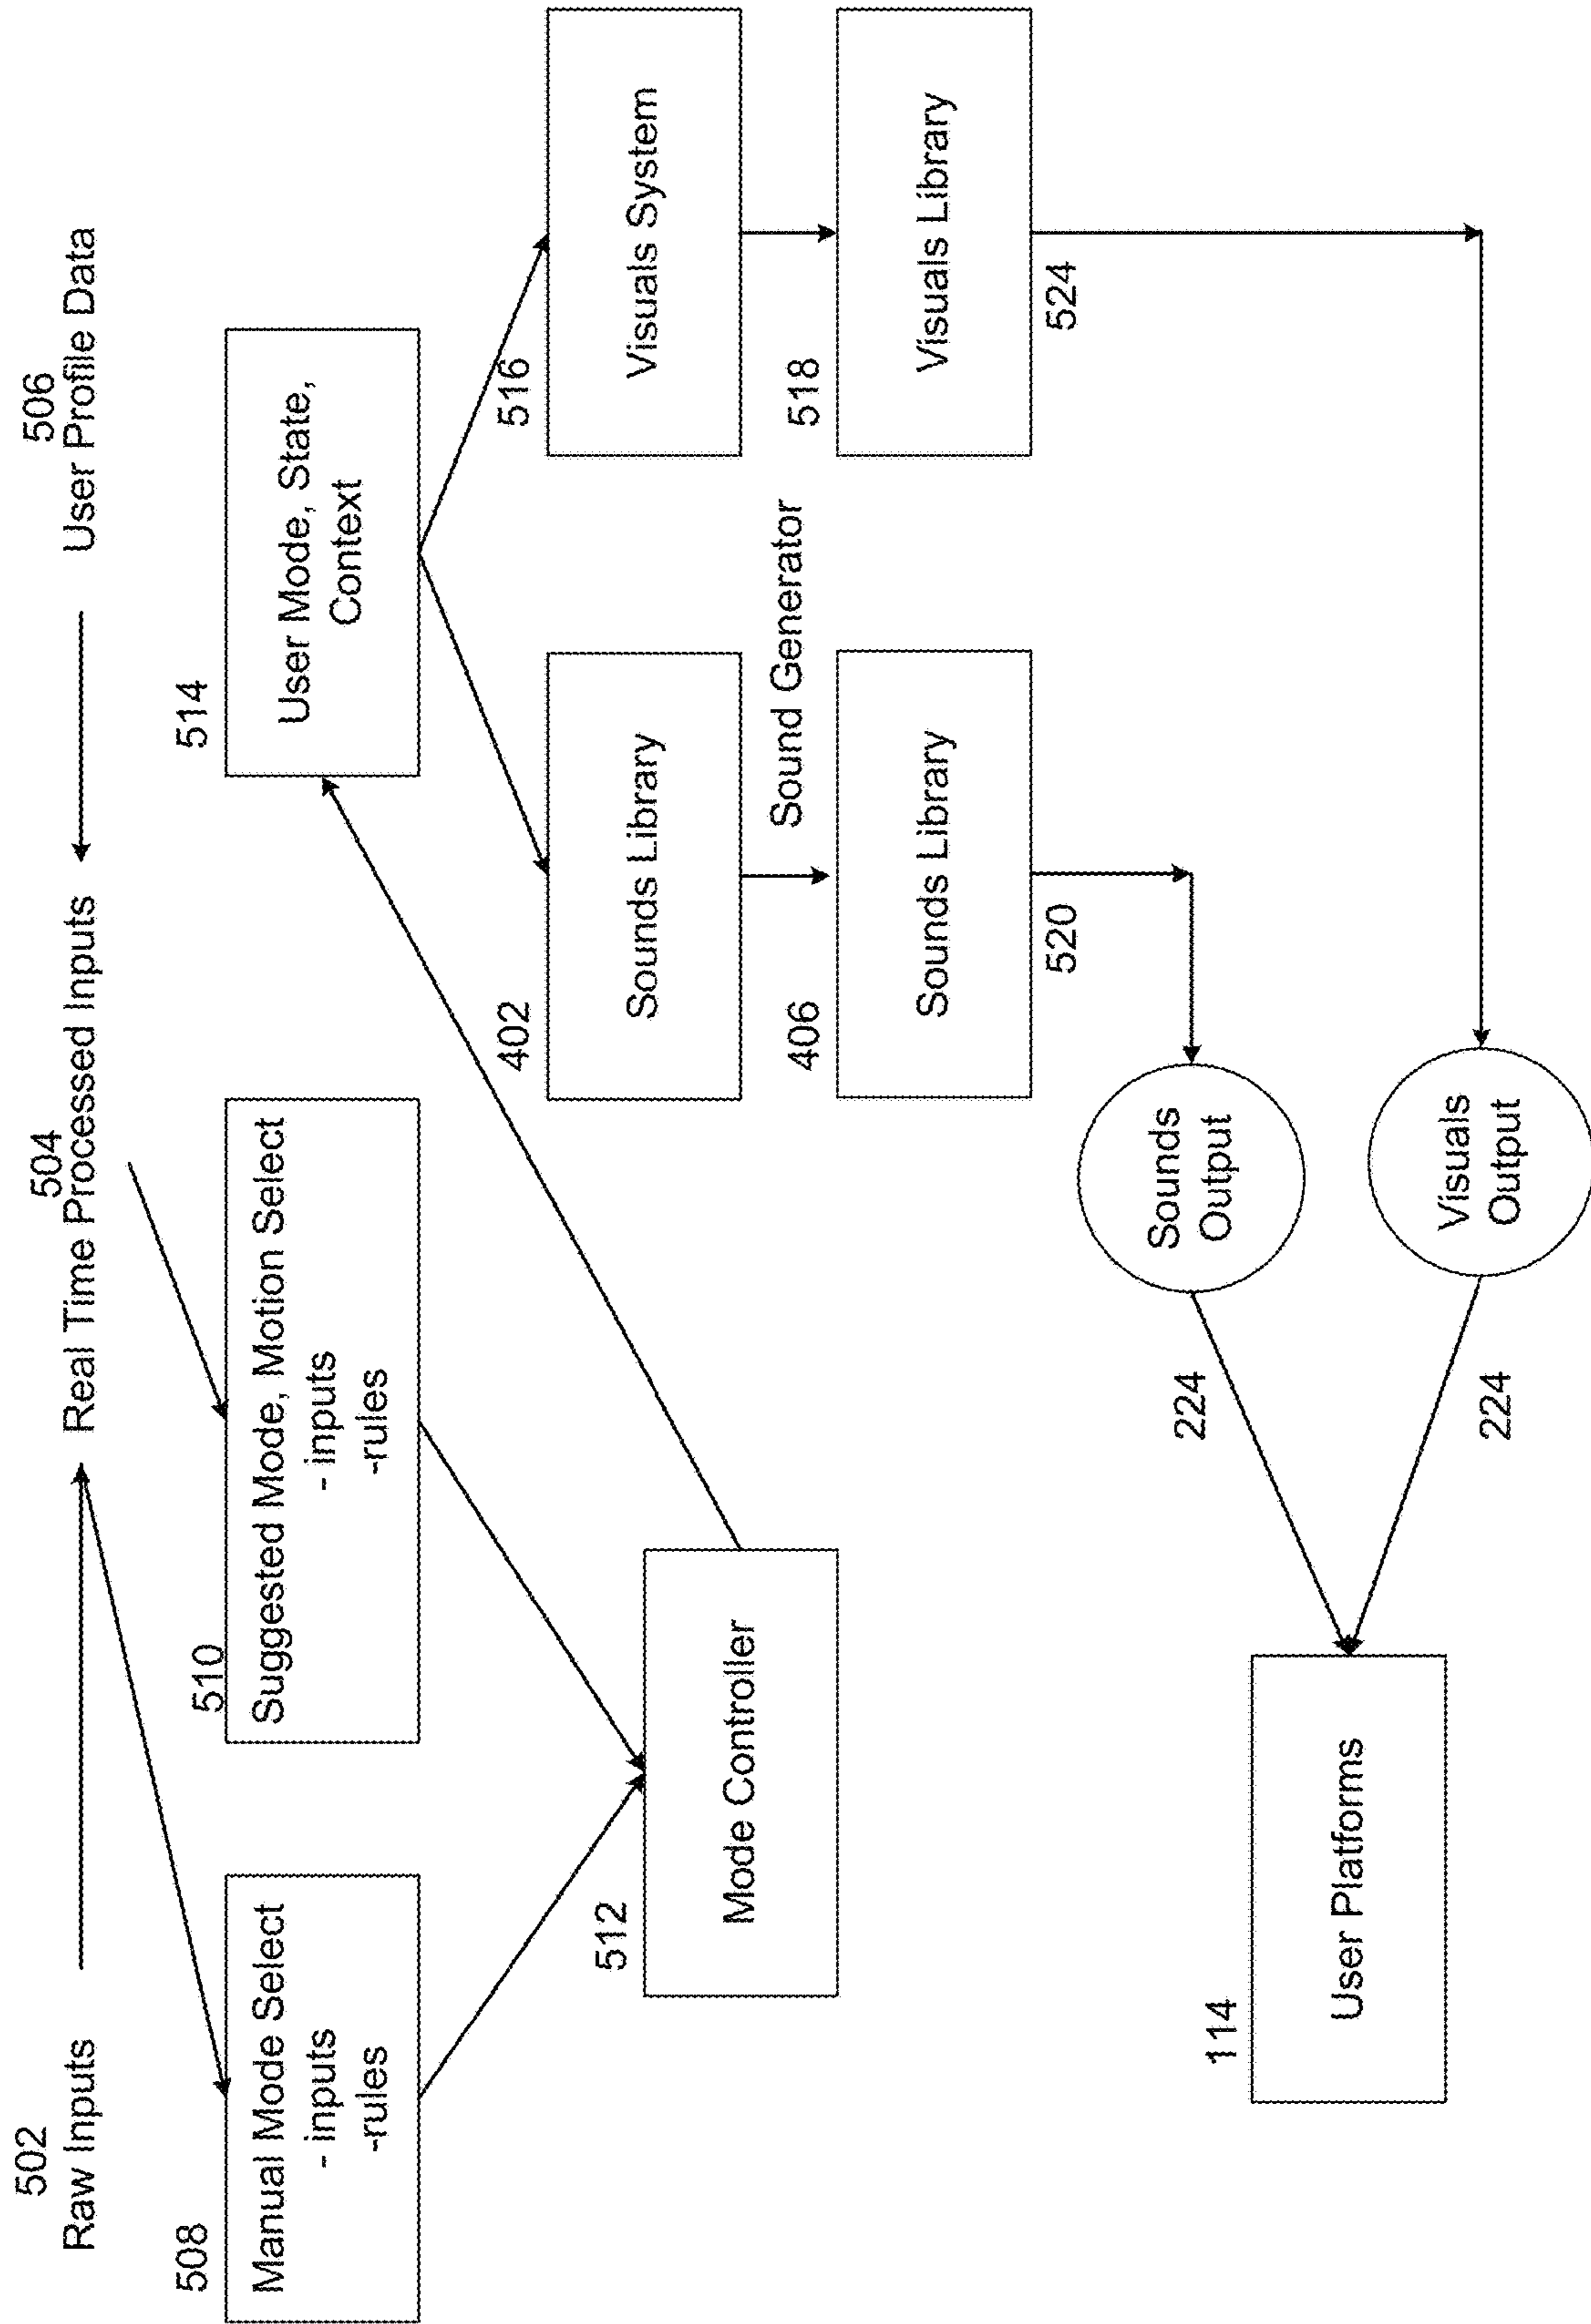 502
Raw Inputs
504
Real Time Processed Inputs
506
User Profile Data
508
Manual Mode Select
- inputs
-rules
510
Suggested Mode, Motion Select
- inputs
-rules
514
User Mode, State,
Context
512
Mode Controller
402
Sounds Library
516
Visuals System
Sound Generator
406
Sounds Library
518
Visuals Library
520
524
Sounds
Output
Visuals
Output
224
224
114
User Platforms